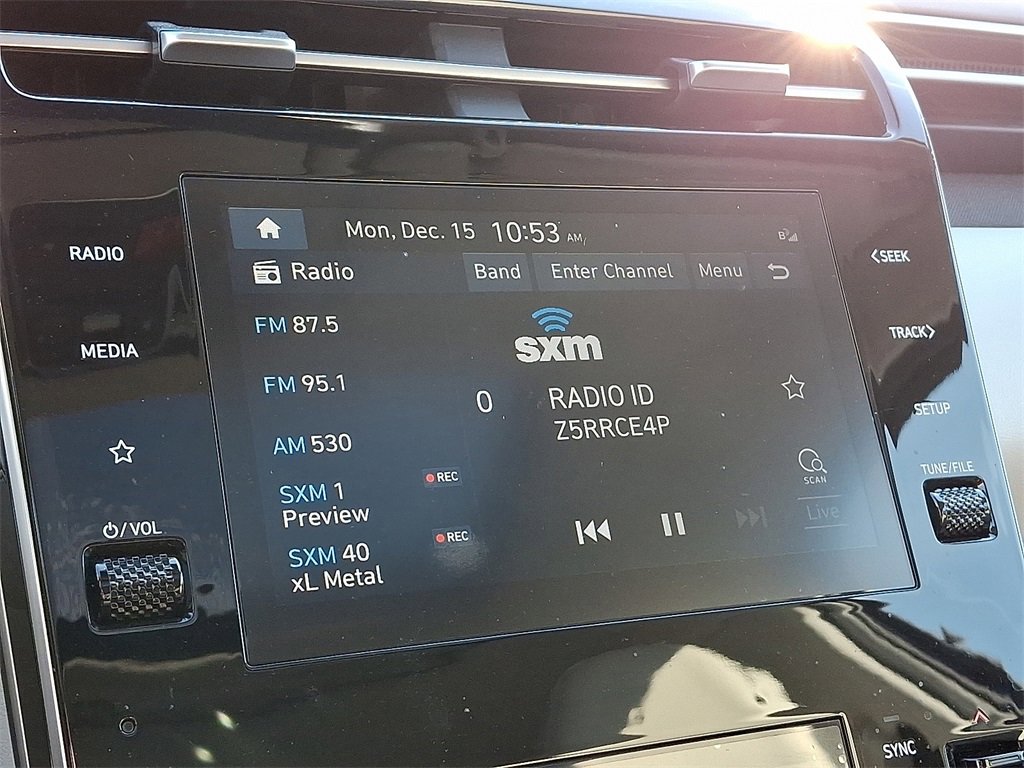 Mon, Dec. 15 10:53 AM
RADIO
<SEEK
Radio
Band
Enter Channel
Menu
FM 87.5
sxm
TRACK>
MEDIA
FM 95.1
0
RADIO ID
Z5RRCE4P
SETUP
AM 530
SXM 1
REC
Preview
SCAN
TUNE/FILE
Live
/VOL
SXM 40
REC
xL Metal
SYNC